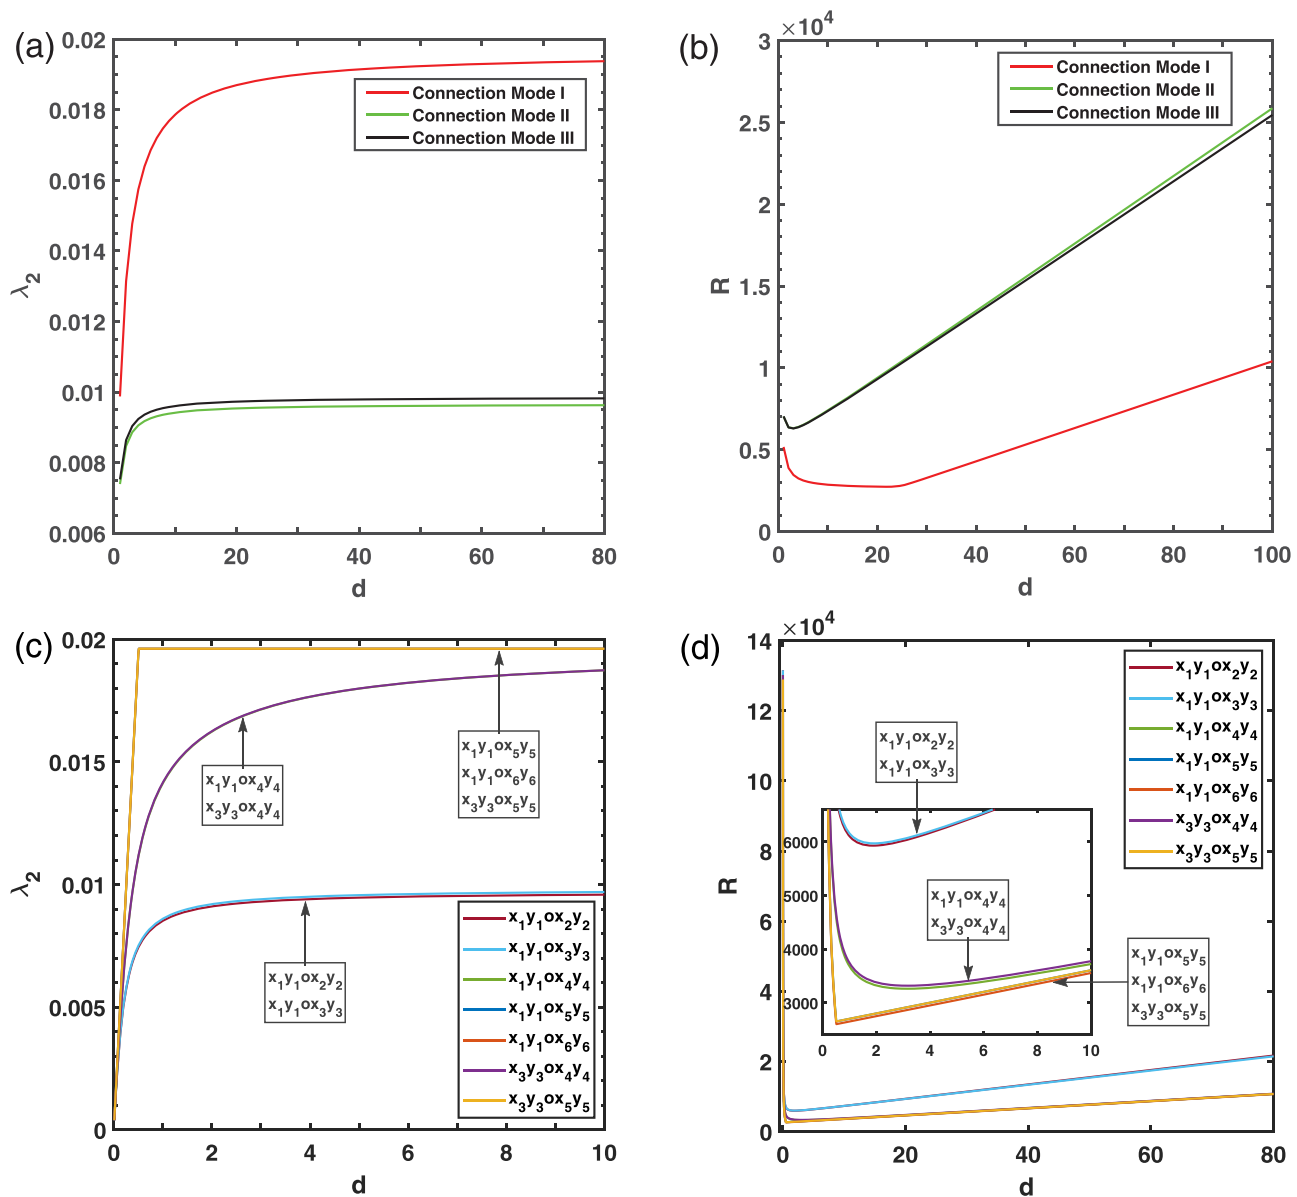 (a)
0.02
0.018
0.016
0.014
0.012
0.01
0.008
0.006
λ₂
0 20 40 60 80
d
Connection Mode I
Connection Mode II
Connection Mode III
(b)
×10⁴
3
2.5
2
1.5
1
0.5
0
R
0 20 40 60 80 100
d
Connection Mode I
Connection Mode II
Connection Mode III
(c)
0.02
0.015
0.01
0.005
0
λ₂
0 2 4 6 8 10
d
x₁y₁ox₄y₄
x₃y₃ox₄y₄
x₁y₁ox₅y₅
x₁y₁ox₆y₆
x₃y₃ox₅y₅
x₁y₁ox₂y₂
x₁y₁ox₃y₃
x₁y₁ox₂y₂
x₁y₁ox₃y₃
x₁y₁ox₄y₄
x₁y₁ox₅y₅
x₁y₁ox₆y₆
x₃y₃ox₄y₄
x₃y₃ox₅y₅
(d)
×10⁴
14
12
10
8
6
4
2
0
R
0 20 40 60 80
d
x₁y₁ox₂y₂
x₁y₁ox₃y₃
x₁y₁ox₄y₄
x₁y₁ox₅y₅
x₁y₁ox₆y₆
x₃y₃ox₄y₄
x₃y₃ox₅y₅
x₁y₁ox₂y₂
x₁y₁ox₃y₃
6000
5000
4000
3000
0 2 4 6 8 10
x₁y₁ox₄y₄
x₃y₃ox₄y₄
x₁y₁ox₅y₅
x₁y₁ox₆y₆
x₃y₃ox₅y₅